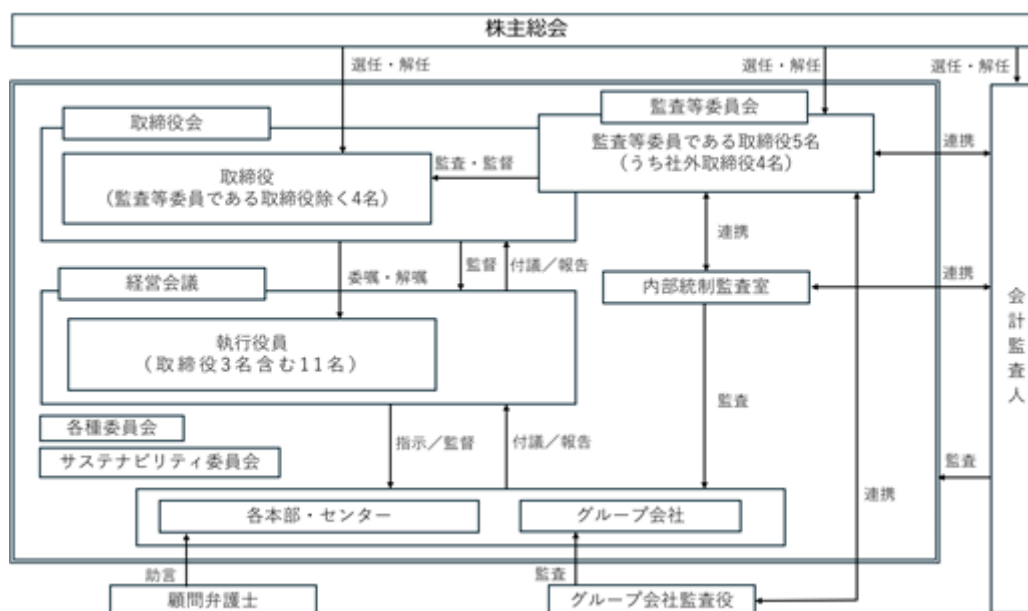 株主総会
選任・解任
選任・解任
選任・解任
監査等委員会
取締役会
監査等委員である取締役5名
（うち社外取締役4名）
連携
監査・監督
取締役
（監査等委員である取締役除く4名）
連携
委嘱・解嘱
監督
付議／報告
経営会議
内部統制監査室
連携
会計監査人
執行役員
（取締役3名含む11名）
監査
各種委員会
指示／監督
付議／報告
サステナビリティ委員会
監査
連携
各本部・センター
グループ会社
助言
監査
顧問弁護士
グループ会社監査役